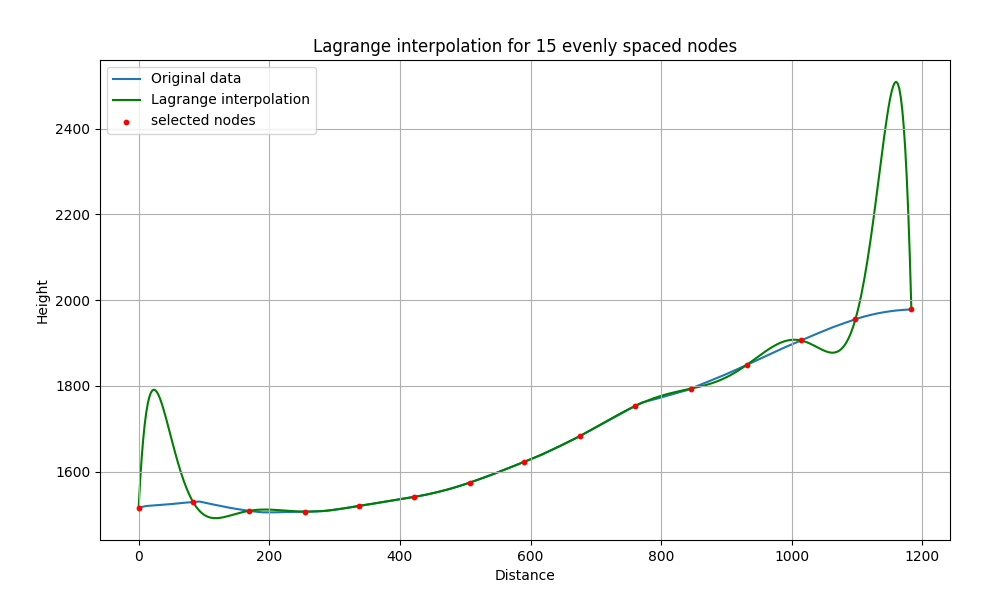 Lagrange interpolation for 15 evenly spaced nodes
Original data
Lagrange interpolation
selected nodes
2400
2200
2000
1800
1600
Height
0
200
400
600
800
1000
1200
Distance